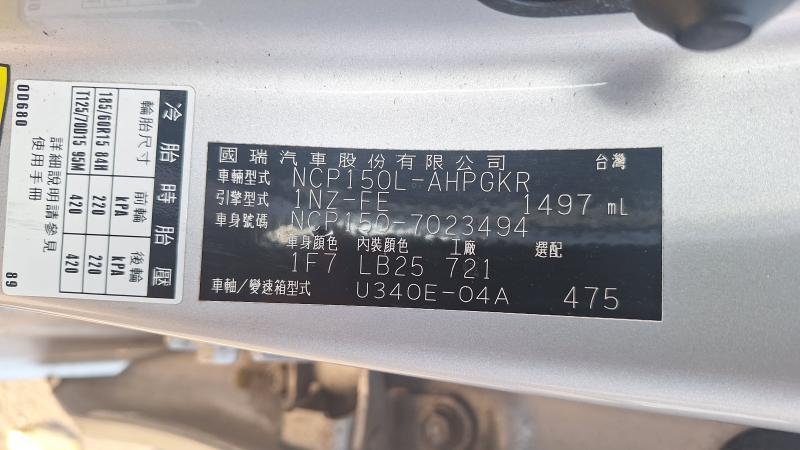 國瑞汽車股份有限公司 台灣
車輛型式 NCP150L-AHPGKR
引擎型式 1NZ-FE 1497 mL
車身號碼 NCP150-7023494
車身顏色 內裝顏色 工廠 選配
1F7 LB25 721
車軸/變速箱型式 U340E-04A 475
冷胎時胎壓
輪胎尺寸 前輪 後輪
kPa kPa
185/60R15 84H 220 220
T125/70D15 95M 420 420
詳細說明請參見
使用手冊
0D680 89